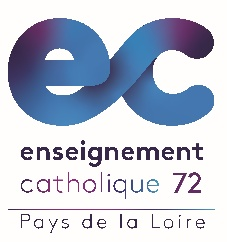 ec
enseignement
catholique 72
Pays de la Loire